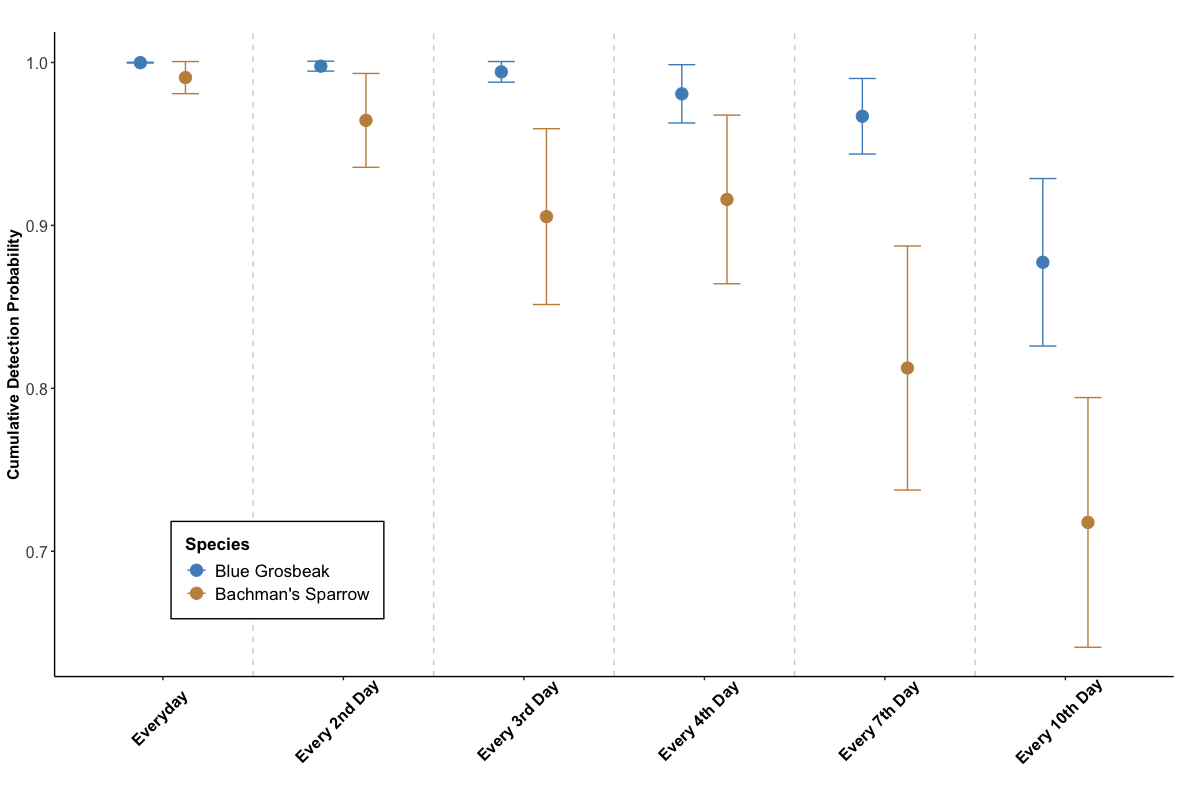 Cumulative Detection Probability
1.0
0.9
0.8
0.7
Species
Blue Grosbeak
Bachman's Sparrow
Everyday
Every 2nd Day
Every 3rd Day
Every 4th Day
Every 7th Day
Every 10th Day